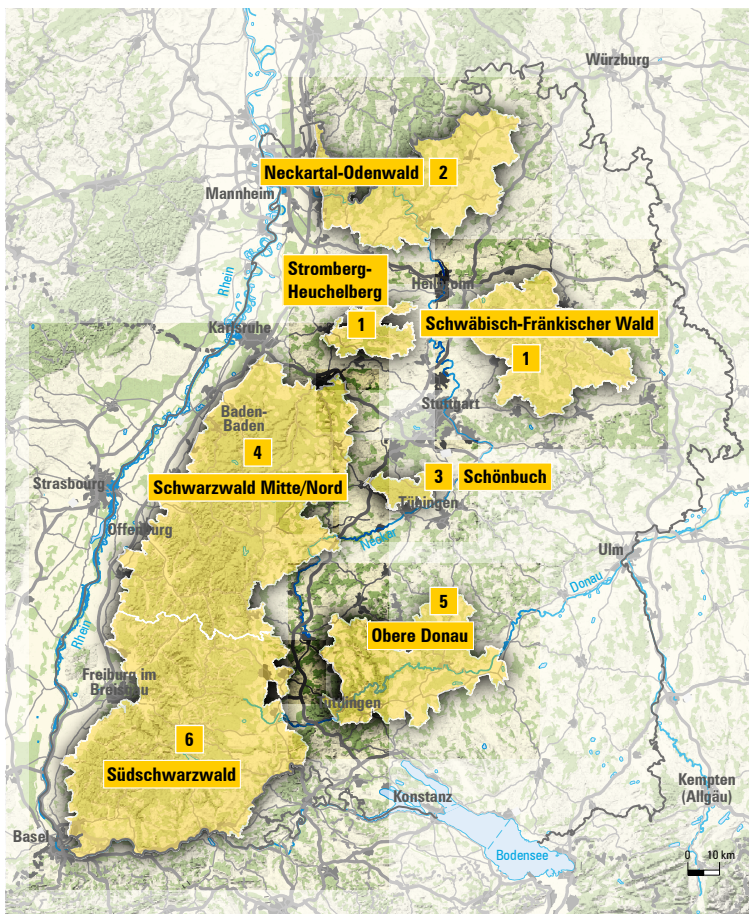 Würzburg
Neckartal-Odenwald 2
Mannheim
Rhein
Stromberg-
Heuchelberg
1
Heilbronn
Schwäbisch-Fränkischer Wald
1
Karlsruhe
Stuttgart
Baden-
Baden
4
Schwarzwald Mitte/Nord
3 Schönbuch
Strasbourg
Tübingen
Offenburg
Neckar
Ulm
Donau
5
Obere Donau
Rhein
Freiburg im
Breisgau
Tuttlingen
6
Südschwarzwald
Konstanz
Kempten
(Allgäu)
Basel
Bodensee
0 10 km